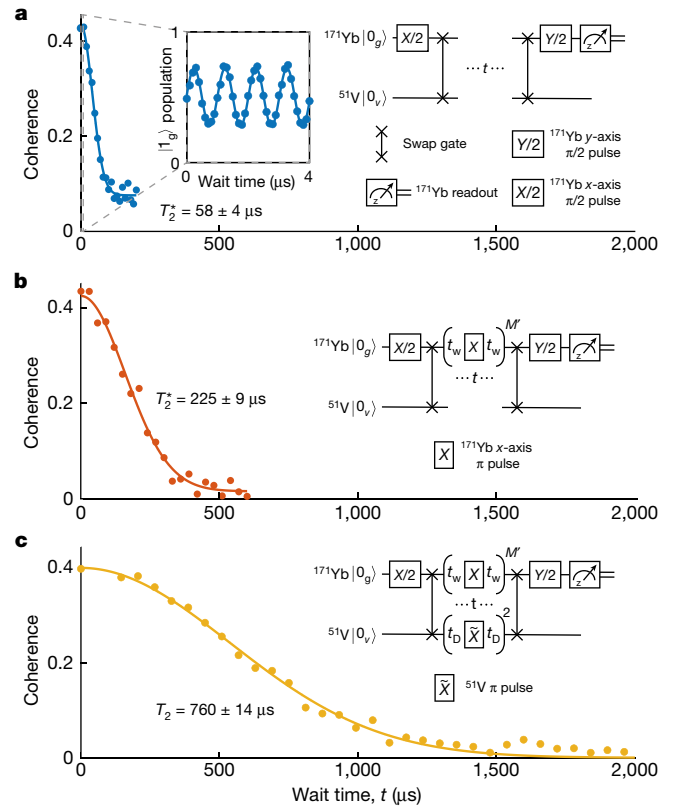 a
Coherence
0.4
0.2
0
0
1,000
1,500
2,000
T₂* = 58 ± 4 μs
|1g⟩ population
1
0
0
4
Wait time (μs)
¹⁷¹Yb|0g⟩ X/2 Y/2 z
···t···
⁵¹V|0v⟩
Swap gate
Y/2 ¹⁷¹Yb y-axis
π/2 pulse
z ¹⁷¹Yb readout
X/2 ¹⁷¹Yb x-axis
π/2 pulse
b
Coherence
0.4
0.2
0
0
500
1,000
1,500
2,000
T₂* = 225 ± 9 μs
M′
¹⁷¹Yb|0g⟩ X/2 (tw X tw) Y/2 z
···t···
⁵¹V|0v⟩
X ¹⁷¹Yb x-axis
π pulse
c
Coherence
0.4
0.2
0
0
500
1,000
1,500
2,000
T₂ = 760 ± 14 μs
M′
¹⁷¹Yb|0g⟩ X/2 (tw X tw) Y/2 z
···t···
2
⁵¹V|0v⟩ (tD X̃ tD)
X̃ ⁵¹V π pulse
Wait time, t (μs)